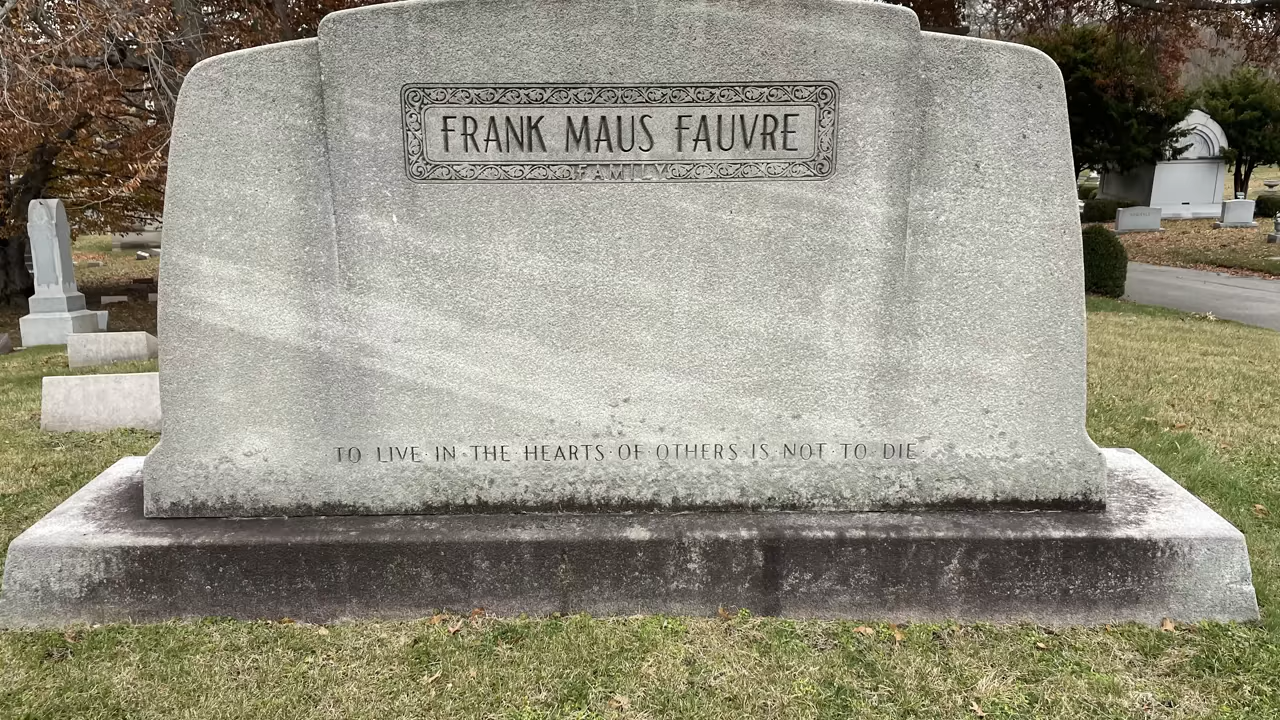 FRANK MAUS FAUVRE
FAMILY
TO LIVE·IN·THE HEARTS·OF OTHERS IS NOT·TO·DIE